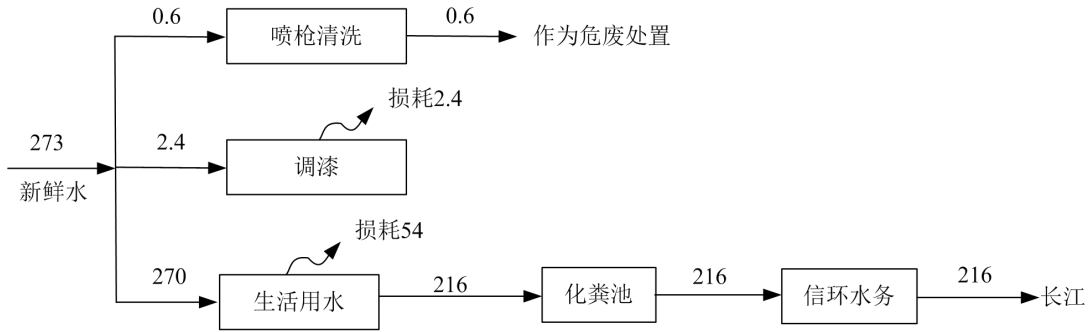 0.6
喷枪清洗
0.6
作为危废处置
损耗2.4
273
新鲜水
2.4
调漆
损耗54
270
生活用水
216
化粪池
216
信环水务
216
长江